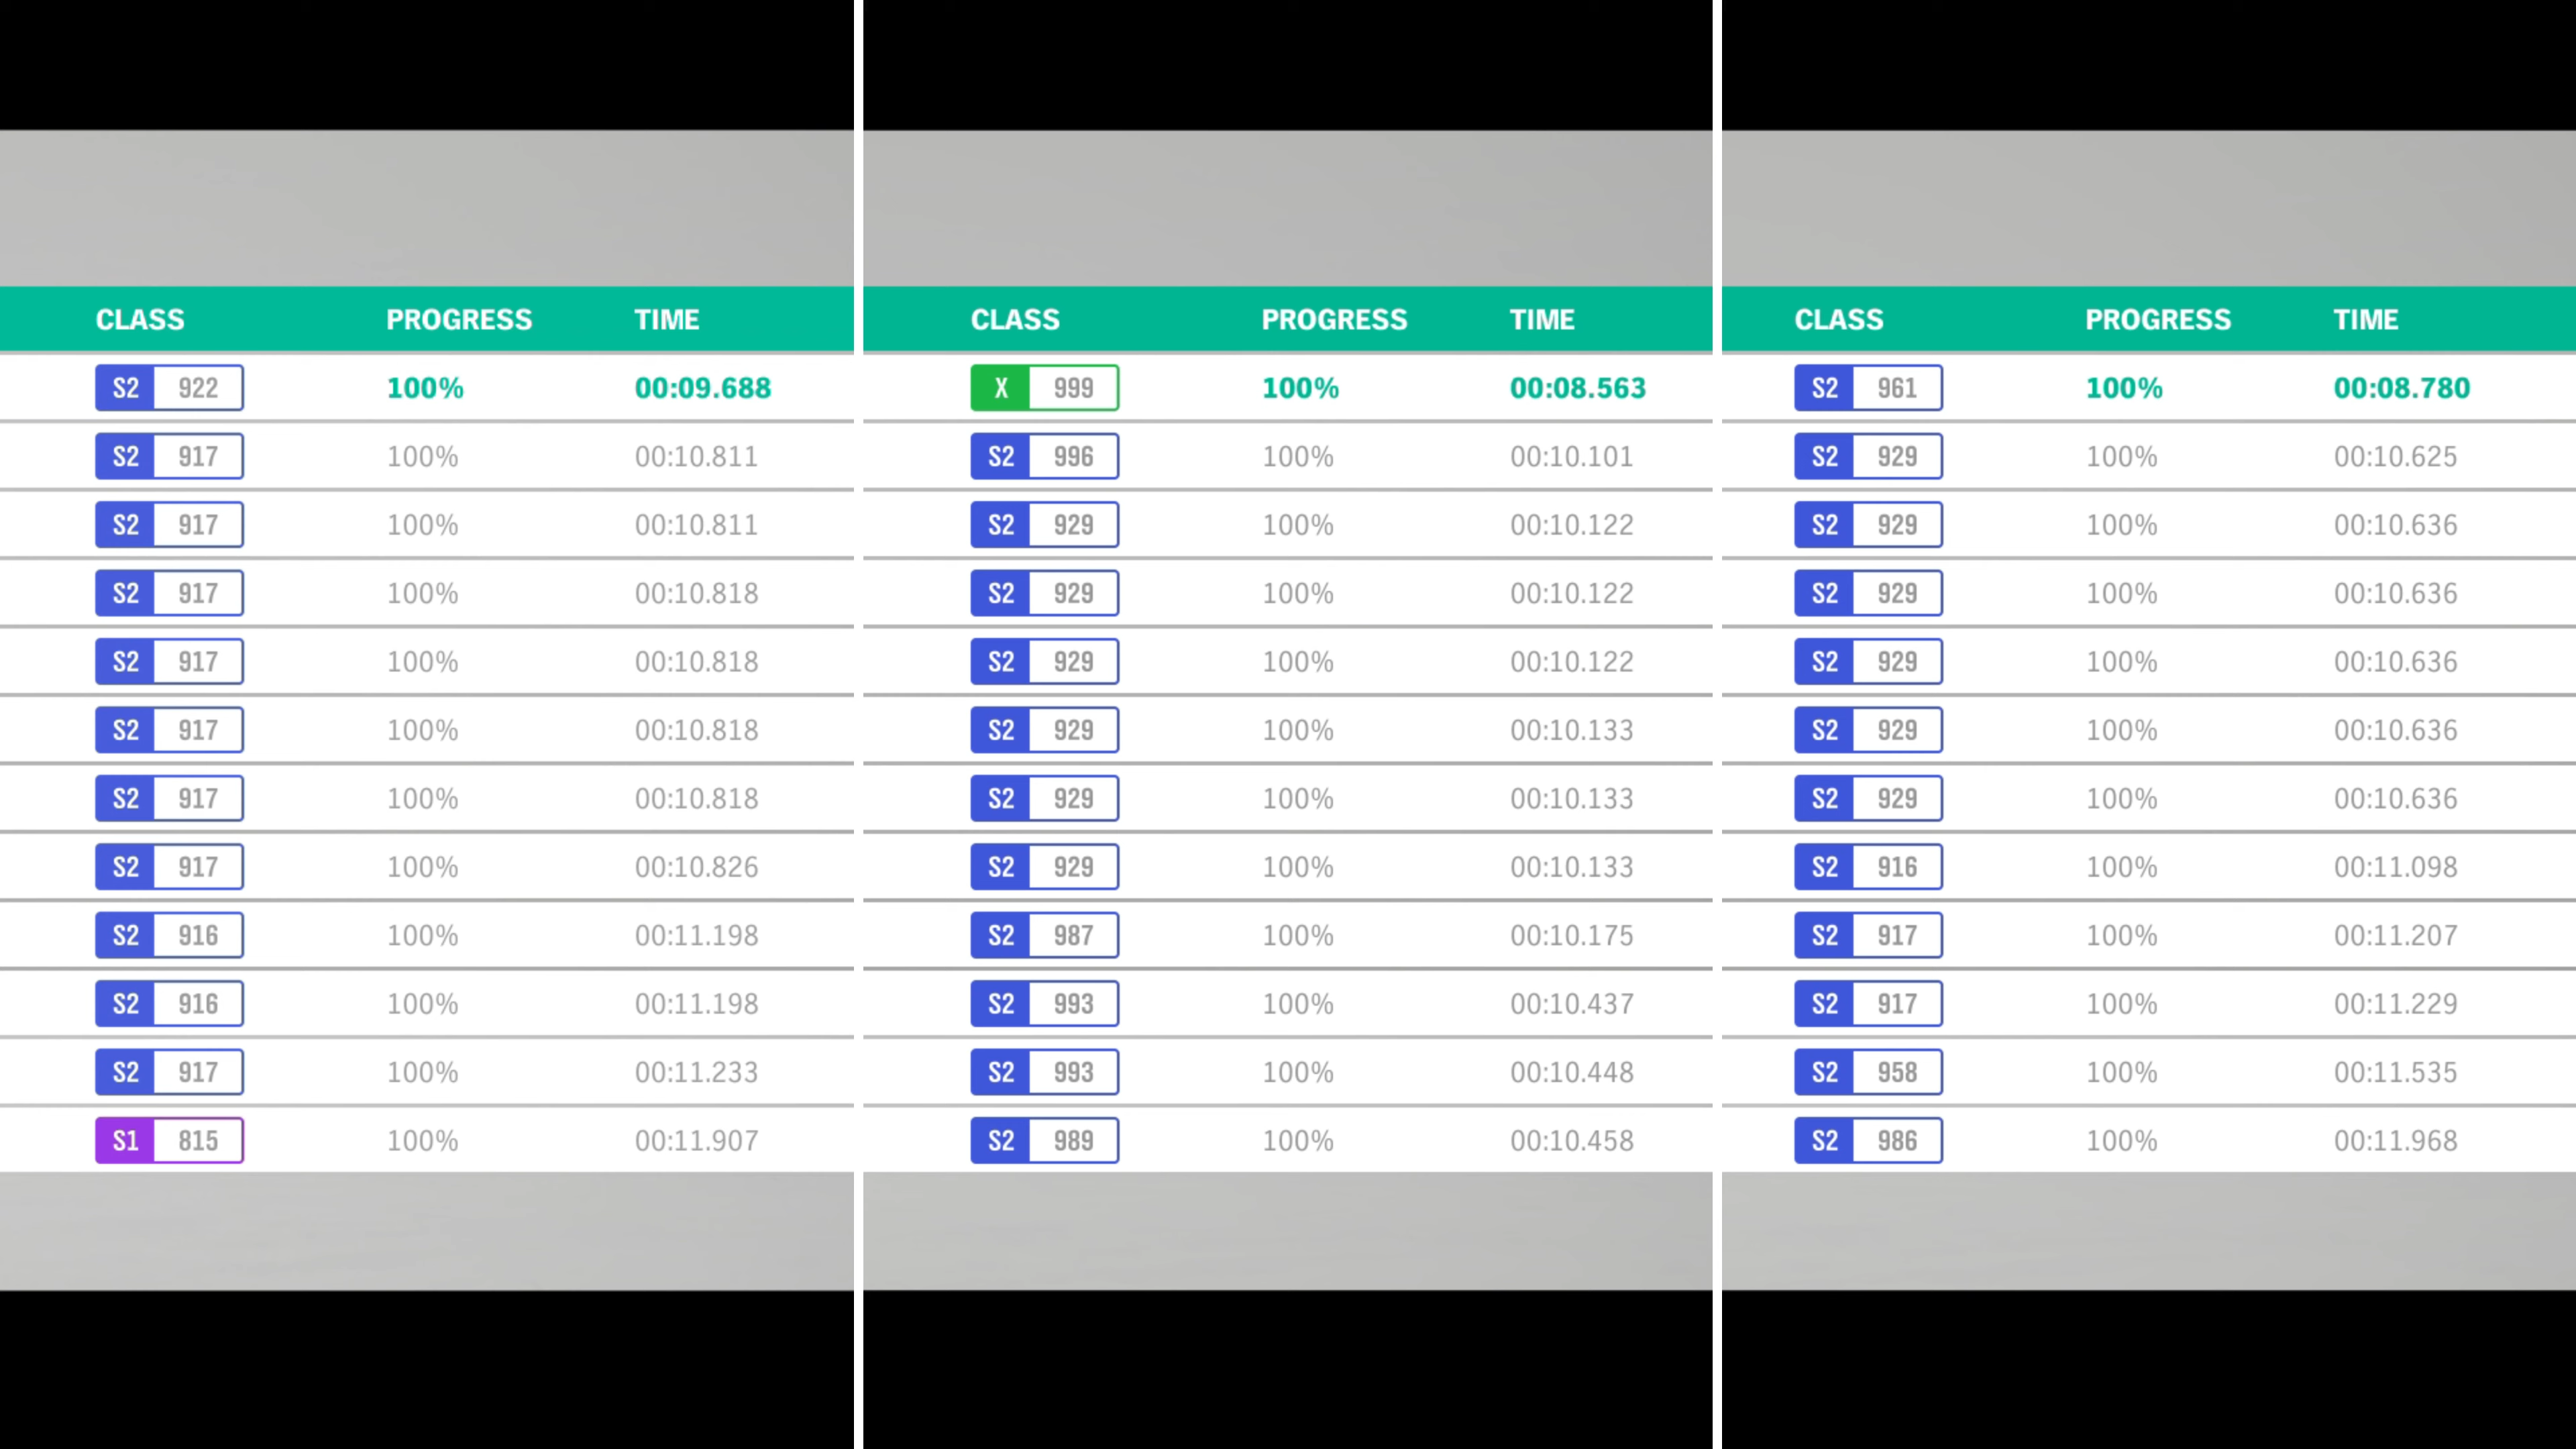 CLASS PROGRESS TIME
S2 922 100% 00:09.688
S2 917 100% 00:10.811
S2 917 100% 00:10.811
S2 917 100% 00:10.818
S2 917 100% 00:10.818
S2 917 100% 00:10.818
S2 917 100% 00:10.818
S2 917 100% 00:10.826
S2 916 100% 00:11.198
S2 916 100% 00:11.198
S2 917 100% 00:11.233
S1 815 100% 00:11.907
CLASS PROGRESS TIME
X 999 100% 00:08.563
S2 996 100% 00:10.101
S2 929 100% 00:10.122
S2 929 100% 00:10.122
S2 929 100% 00:10.122
S2 929 100% 00:10.133
S2 929 100% 00:10.133
S2 929 100% 00:10.133
S2 987 100% 00:10.175
S2 993 100% 00:10.437
S2 993 100% 00:10.448
S2 989 100% 00:10.458
CLASS PROGRESS TIME
S2 961 100% 00:08.780
S2 929 100% 00:10.625
S2 929 100% 00:10.636
S2 929 100% 00:10.636
S2 929 100% 00:10.636
S2 929 100% 00:10.636
S2 929 100% 00:10.636
S2 916 100% 00:11.098
S2 917 100% 00:11.207
S2 917 100% 00:11.229
S2 958 100% 00:11.535
S2 986 100% 00:11.968